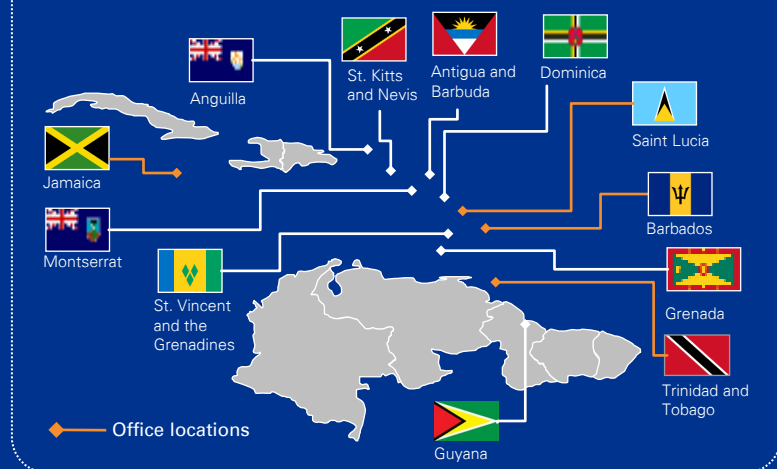 Anguilla
St. Kitts
and Nevis
Antigua and
Barbuda
Dominica
Saint Lucia
Jamaica
Barbados
Montserrat
St. Vincent
and the
Grenadines
Grenada
Trinidad and
Tobago
Office locations
Guyana